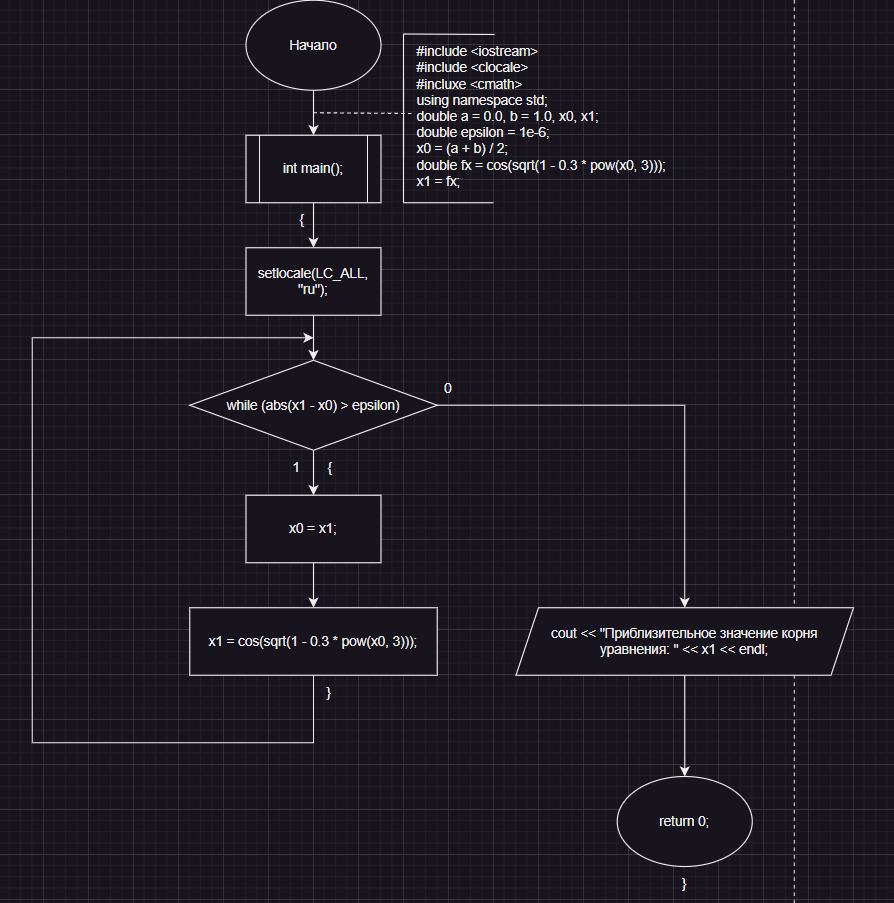 Начало
#include <iostream>
#include <clocale>
#incluxe <cmath>
using namespace std;
double a = 0.0, b = 1.0, x0, x1;
double epsilon = 1e-6;
x0 = (a + b) / 2;
double fx = cos(sqrt(1 - 0.3 * pow(x0, 3)));
x1 = fx;
int main();
{
setlocale(LC_ALL,
"ru");
while (abs(x1 - x0) > epsilon)
0
1
{
x0 = x1;
x1 = cos(sqrt(1 - 0.3 * pow(x0, 3)));
}
cout << "Приблизительное значение корня
уравнения: " << x1 << endl;
return 0;
}